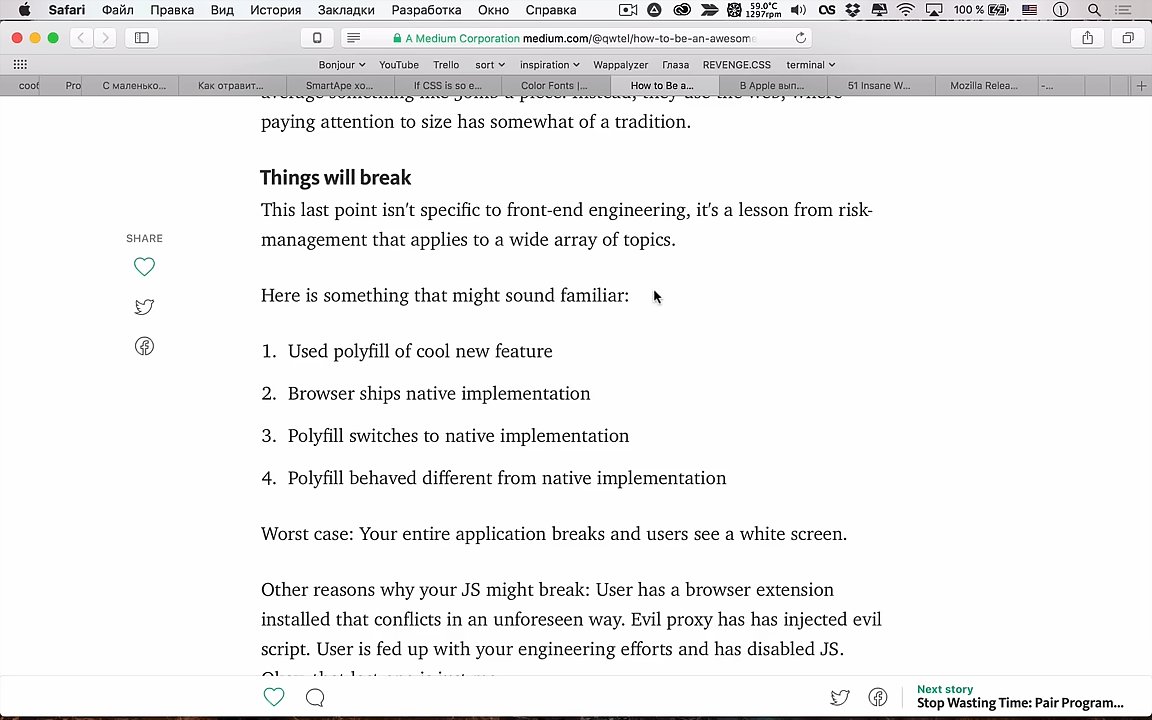 Safari Файл Правка Вид История Закладки Разработка Окно Справка 59.0°C 1297rpm 100 %
A Medium Corporation medium.com/@qwtel/how-to-be-an-awesom
Bonjour YouTube Trello sort inspiration Wappalyzer Глаза REVENGE.CSS terminal
Pro С маленько... Как отравит... SmartApe хо... If CSS is so e... Color Fonts |... How to Be a... В Apple вып... 51 Insane W... Mozilla Relea... -...
paying attention to size has somewhat of a tradition.
Things will break
This last point isn't specific to front-end engineering, it's a lesson from risk-
management that applies to a wide array of topics.
SHARE
Here is something that might sound familiar:
1. Used polyfill of cool new feature
2. Browser ships native implementation
3. Polyfill switches to native implementation
4. Polyfill behaved different from native implementation
Worst case: Your entire application breaks and users see a white screen.
Other reasons why your JS might break: User has a browser extension
installed that conflicts in an unforeseen way. Evil proxy has has injected evil
script. User is fed up with your engineering efforts and has disabled JS.
Next story
Stop Wasting Time: Pair Program...